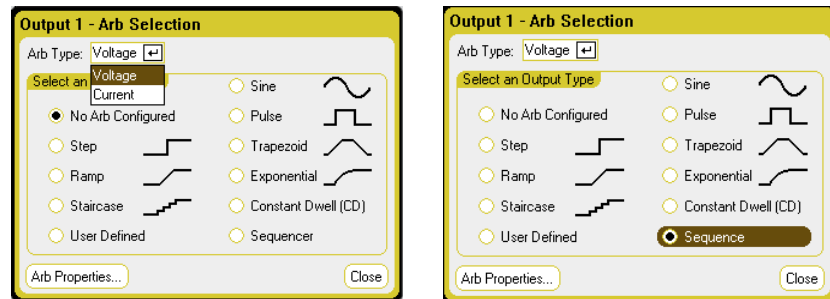 Output 1 - Arb Selection
Arb Type: Voltage
Voltage
Current
Select an
No Arb Configured
Step
Ramp
Staircase
User Defined
Sine
Pulse
Trapezoid
Exponential
Constant Dwell (CD)
Sequencer
Arb Properties...
Close
Output 1 - Arb Selection
Arb Type: Voltage
Select an Output Type
No Arb Configured
Step
Ramp
Staircase
User Defined
Sine
Pulse
Trapezoid
Exponential
Constant Dwell (CD)
Sequence
Arb Properties...
Close